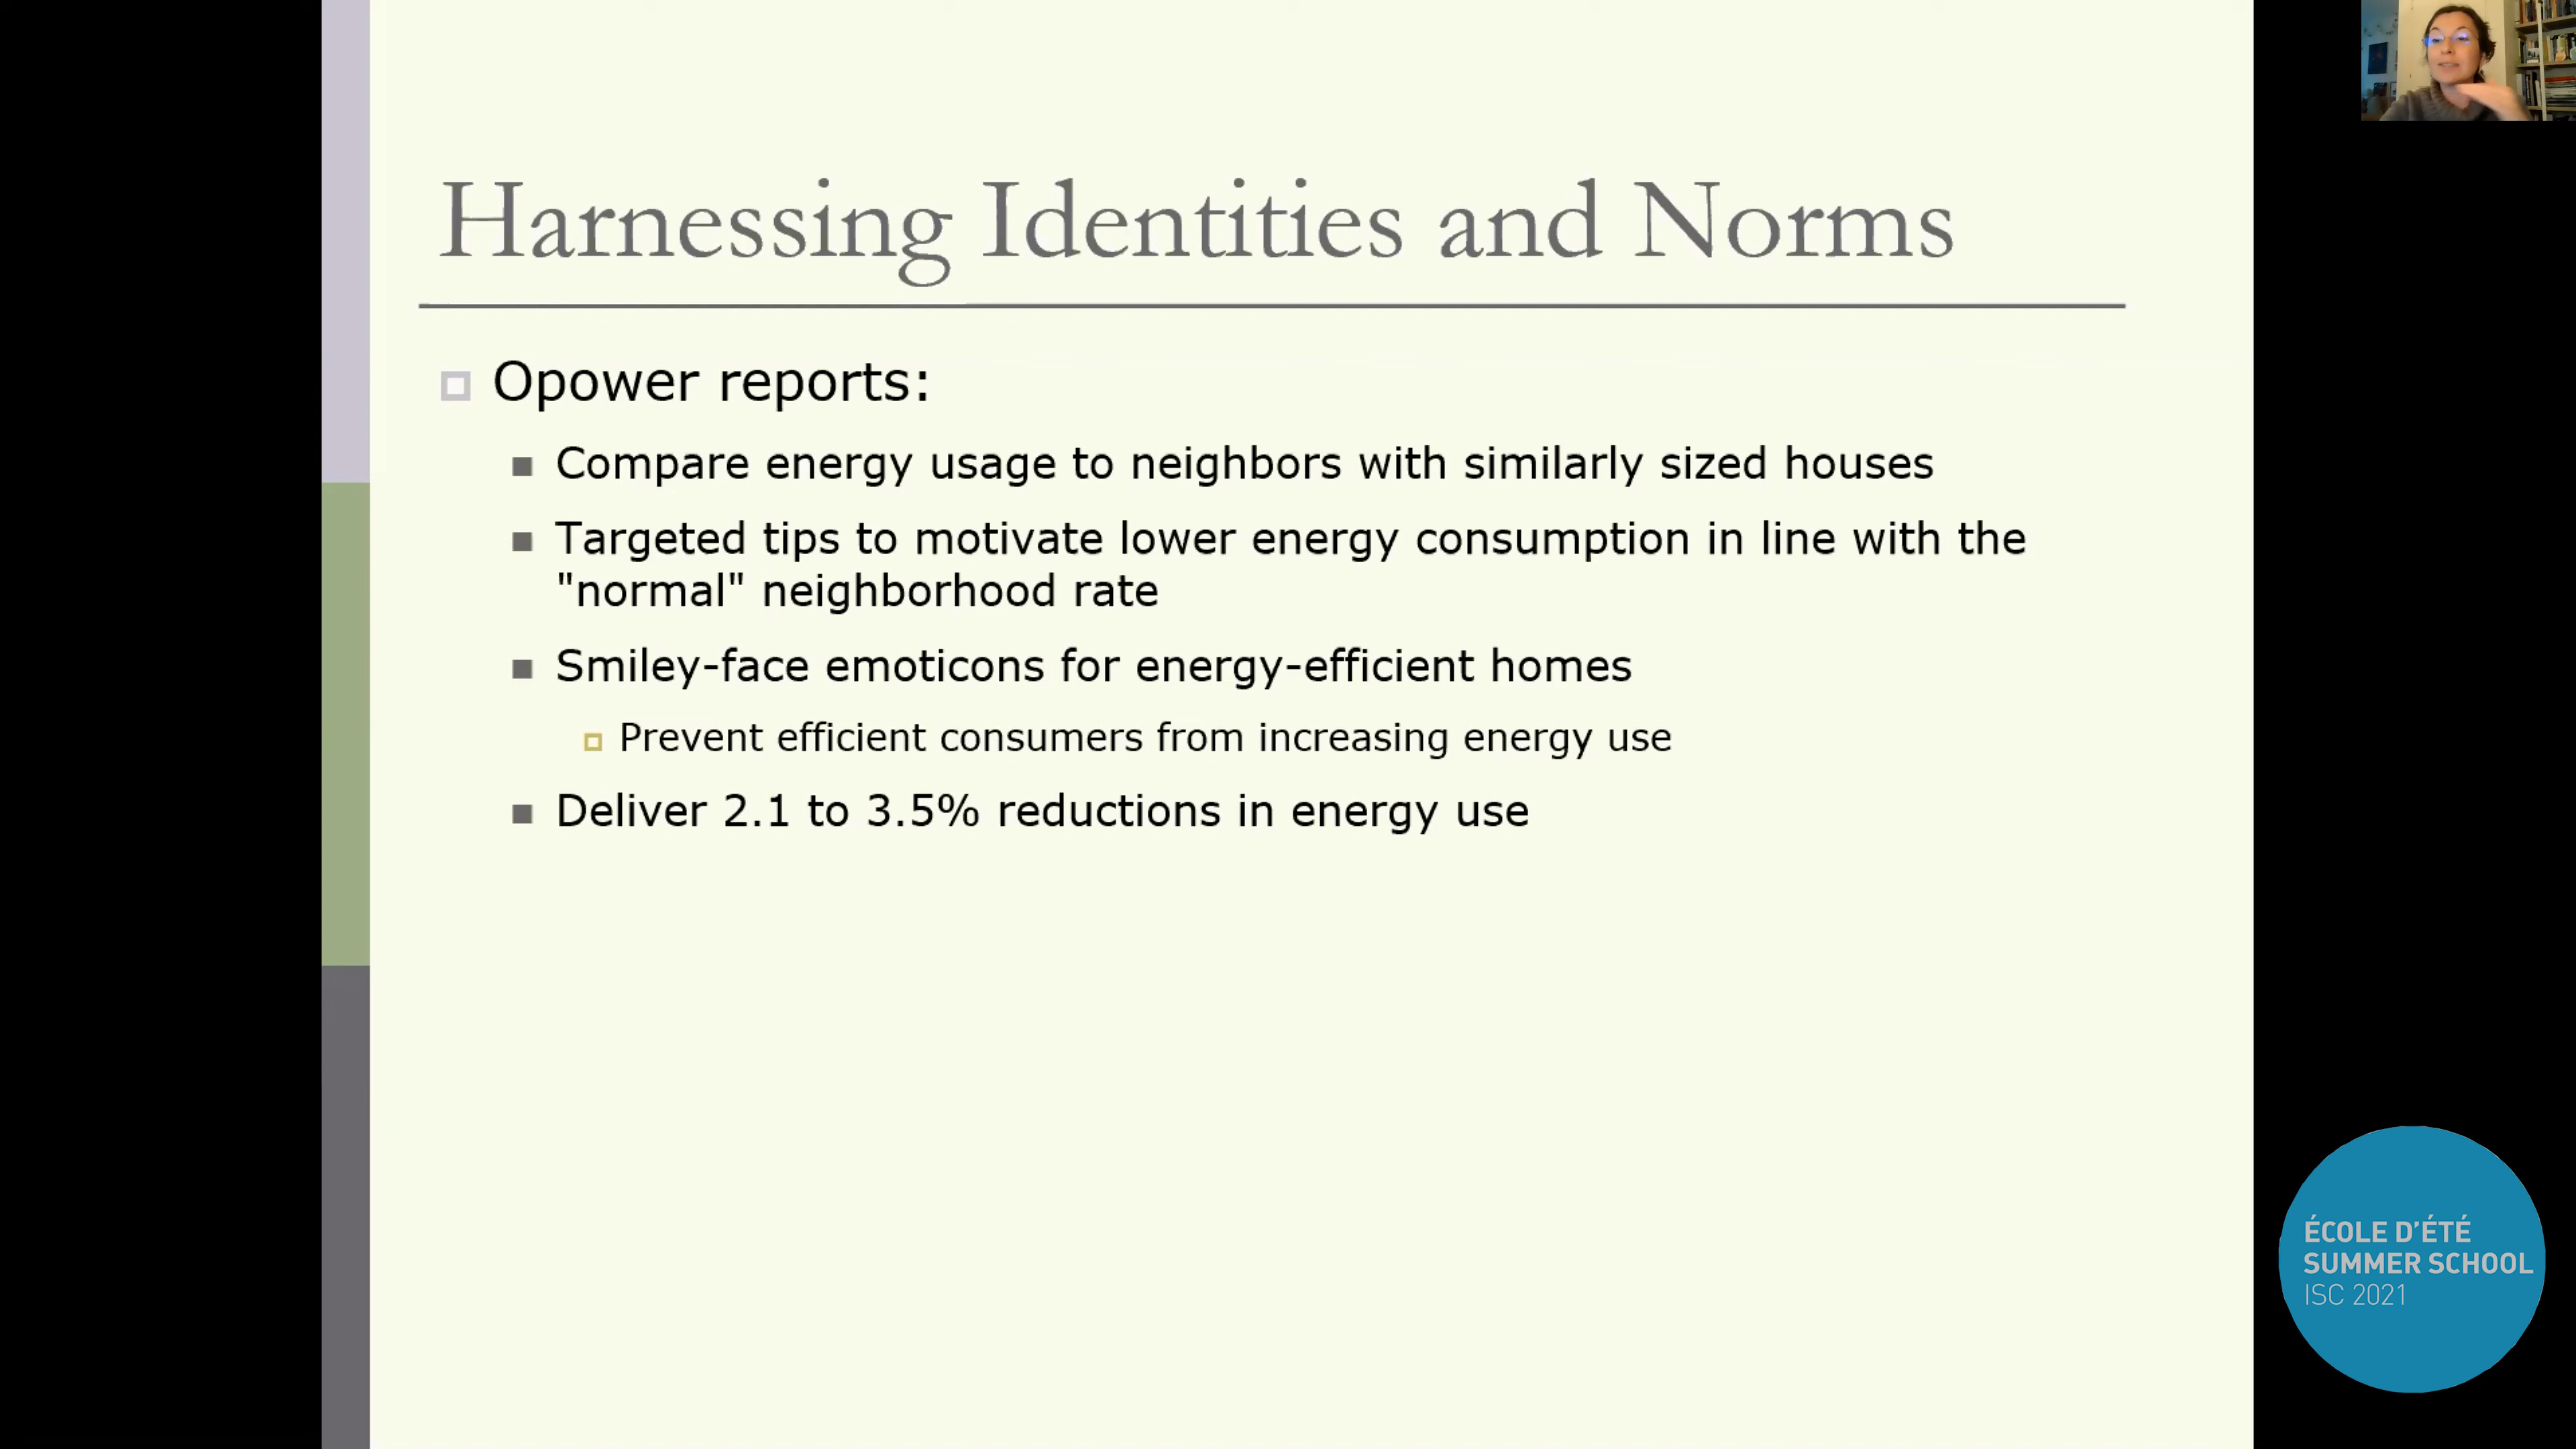 Harnessing Identities and Norms
Opower reports:
Compare energy usage to neighbors with similarly sized houses
Targeted tips to motivate lower energy consumption in line with the
"normal" neighborhood rate
Smiley-face emoticons for energy-efficient homes
Prevent efficient consumers from increasing energy use
Deliver 2.1 to 3.5% reductions in energy use
ÉCOLE D'ÉTÉ
SUMMER SCHOOL
ISC 2021